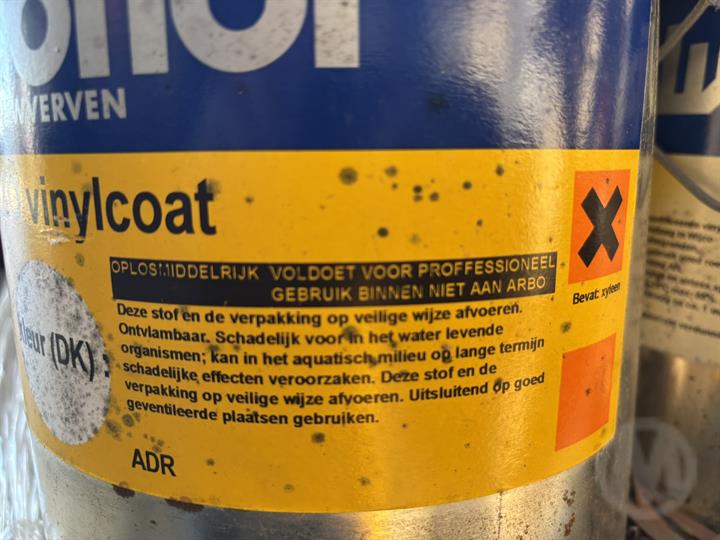 VERVEN
vinylcoat
OPLOSMIDDELRIJK VOLDOET VOOR PROFFESSIONEEL
GEBRUIK BINNEN NIET AAN ARBO
Deze stof en de verpakking op veilige wijze afvoeren.
Ontvlambaar. Schadelijk voor in het water levende
organismen; kan in het aquatisch milieu op lange termijn
schadelijke effecten veroorzaken. Deze stof en de
verpakking op veilige wijze afvoeren. Uitsluitend op goed
geventileerde plaatsen gebruiken.
Bevat: xyleen
leur (DK) :
ADR